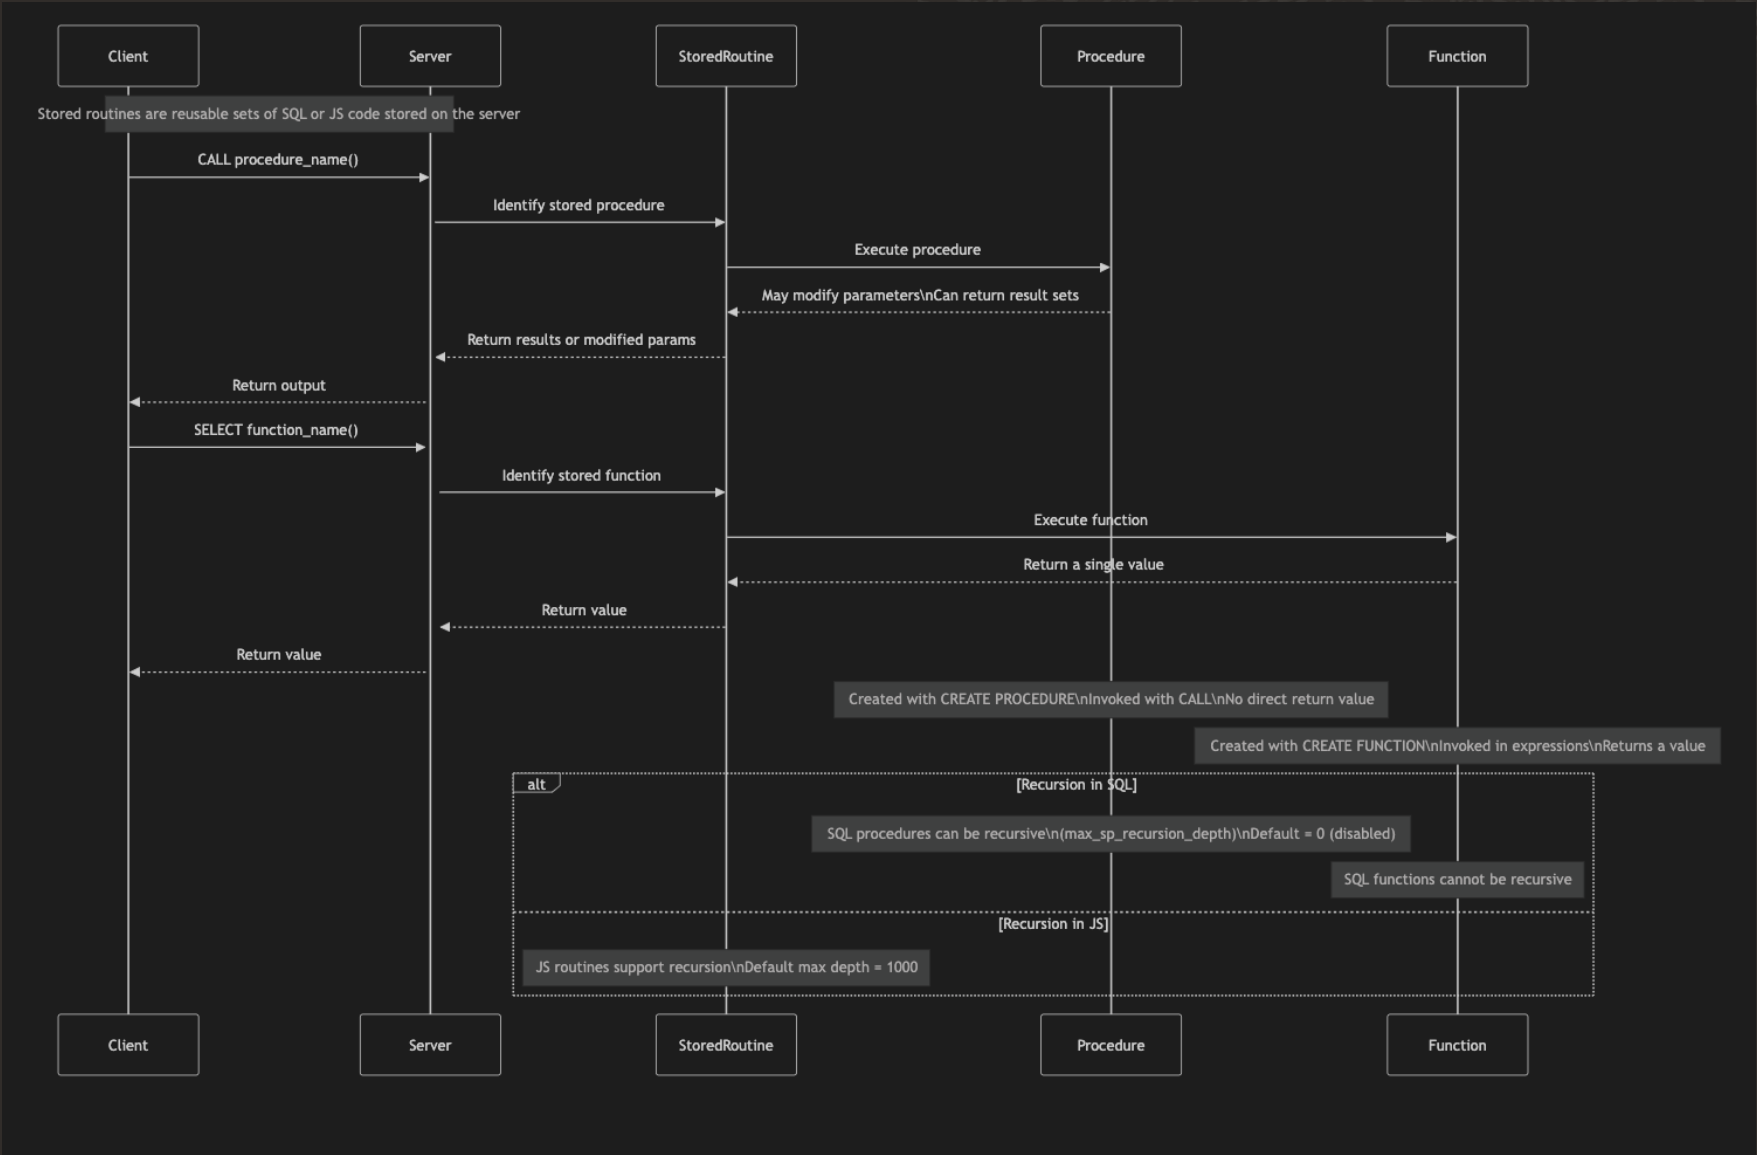 Client
Server
StoredRoutine
Procedure
Function
Stored routines are reusable sets of SQL or JS code stored on the server
CALL procedure_name()
Identify stored procedure
Execute procedure
May modify parameters\nCan return result sets
Return results or modified params
Return output
SELECT function_name()
Identify stored function
Execute function
Return a single value
Return value
Return value
Created with CREATE PROCEDURE\nInvoked with CALL\nNo direct return value
Created with CREATE FUNCTION\nInvoked in expressions\nReturns a value
alt
[Recursion in SQL]
SQL procedures can be recursive\n(max_sp_recursion_depth)\nDefault = 0 (disabled)
SQL functions cannot be recursive
[Recursion in JS]
JS routines support recursion\nDefault max depth = 1000
Client
Server
StoredRoutine
Procedure
Function